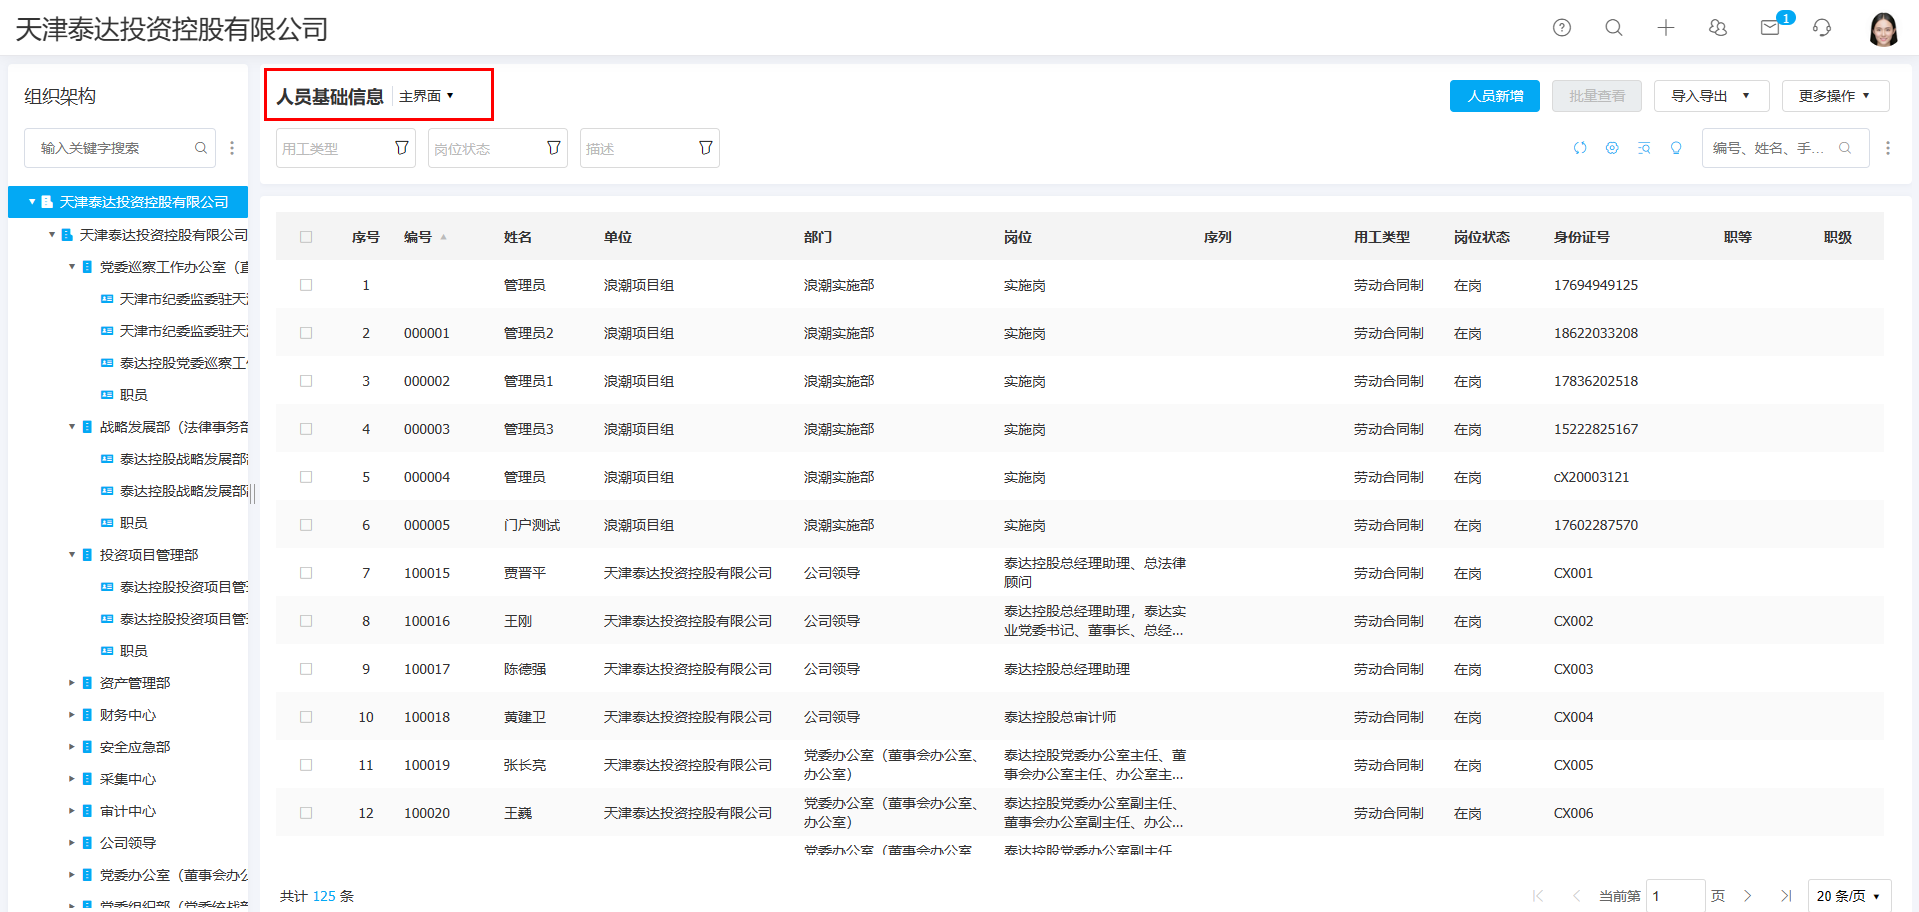 天津泰达投资控股有限公司
1
组织架构
输入关键字搜索
天津泰达投资控股有限公司
天津泰达投资控股有限公司
党委巡察工作办公室（
天津市纪委监委驻天
天津市纪委监委驻天
泰达控股党委巡察工
职员
战略发展部（法律事务部
泰达控股战略发展部
泰达控股战略发展部
职员
投资项目管理部
泰达控股投资项目管
泰达控股投资项目管
职员
资产管理部
财务中心
安全应急部
采集中心
审计中心
公司领导
党委办公室（董事会办公
党委组织部（党委统战部
人员基础信息 主界面
人员新增 批量查看 导入导出 更多操作
用工类型 岗位状态 描述 编号、姓名、手...
序号 编号 姓名 单位 部门 岗位 序列 用工类型 岗位状态 身份证号 职等 职级
1 管理员 浪潮项目组 浪潮实施部 实施岗 劳动合同制 在岗 17694949125
2 000001 管理员2 浪潮项目组 浪潮实施部 实施岗 劳动合同制 在岗 18622033208
3 000002 管理员1 浪潮项目组 浪潮实施部 实施岗 劳动合同制 在岗 17836202518
4 000003 管理员3 浪潮项目组 浪潮实施部 实施岗 劳动合同制 在岗 15222825167
5 000004 管理员 浪潮项目组 浪潮实施部 实施岗 劳动合同制 在岗 cX20003121
6 000005 门户测试 浪潮项目组 浪潮实施部 实施岗 劳动合同制 在岗 17602287570
7 100015 贾晋平 天津泰达投资控股有限公司 公司领导 泰达控股总经理助理、总法律
顾问 劳动合同制 在岗 CX001
8 100016 王刚 天津泰达投资控股有限公司 公司领导 泰达控股总经理助理，泰达实
业党委书记、董事长、总经... 劳动合同制 在岗 CX002
9 100017 陈德强 天津泰达投资控股有限公司 公司领导 泰达控股总经理助理 劳动合同制 在岗 CX003
10 100018 黄建卫 天津泰达投资控股有限公司 公司领导 泰达控股总审计师 劳动合同制 在岗 CX004
11 100019 张长亮 天津泰达投资控股有限公司 党委办公室（董事会办公室、 泰达控股党委办公室主任、董
办公室） 事会办公室主任、办公室主... 劳动合同制 在岗 CX005
12 100020 王巍 天津泰达投资控股有限公司 党委办公室（董事会办公室、 泰达控股党委办公室副主任、
办公室） 董事会办公室副主任、办公... 劳动合同制 在岗 CX006
党委办公室（董事会办公室 泰达控股党委办公室副主任
共计 125 条
当前第 1 页 20 条/页